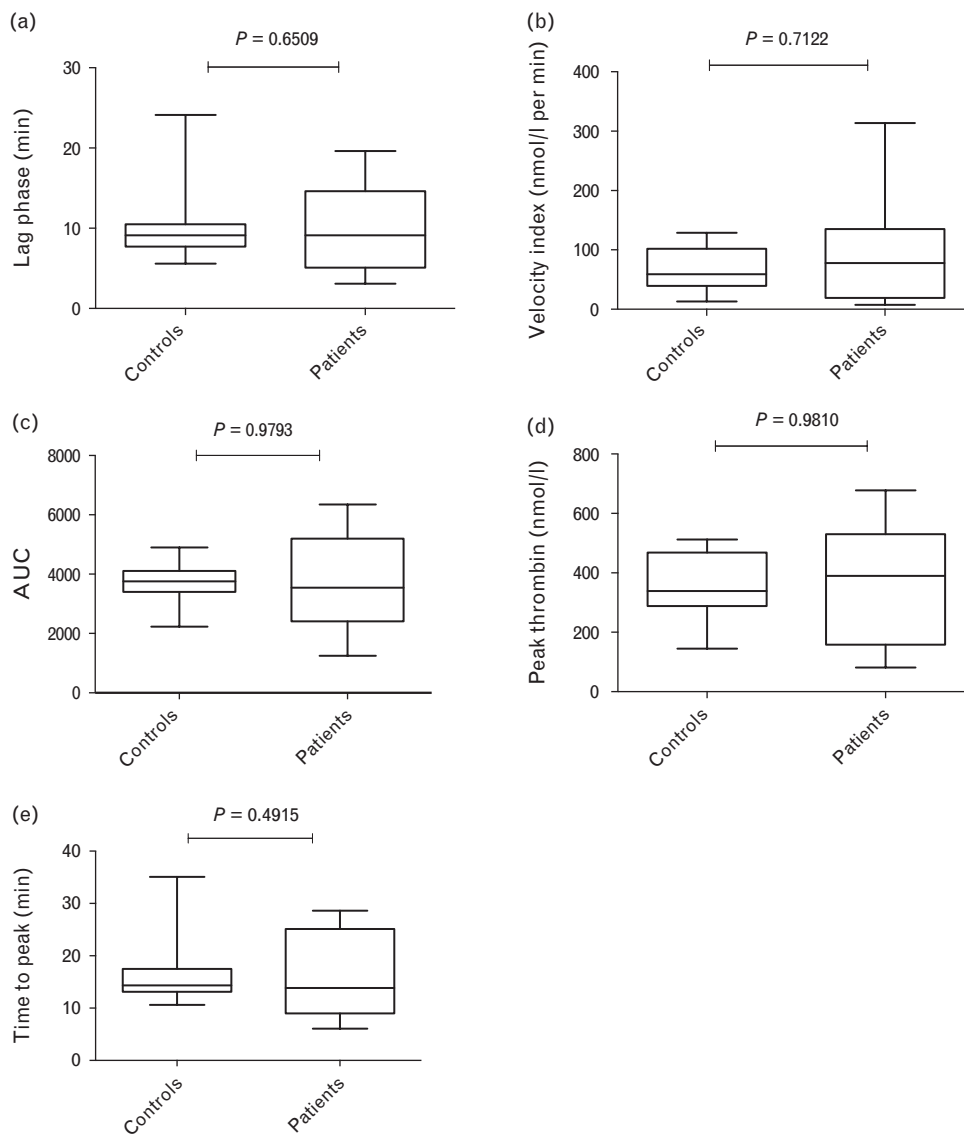 (a)
P = 0.6509
Lag phase (min)
30
20
10
0
Controls
Patients
(b)
P = 0.7122
Velocity index (nmol/l per min)
400
300
200
100
0
Controls
Patients
(c)
P = 0.9793
AUC
8000
6000
4000
2000
0
Controls
Patients
(d)
P = 0.9810
Peak thrombin (nmol/l)
800
600
400
200
0
Controls
Patients
(e)
P = 0.4915
Time to peak (min)
40
30
20
10
0
Controls
Patients